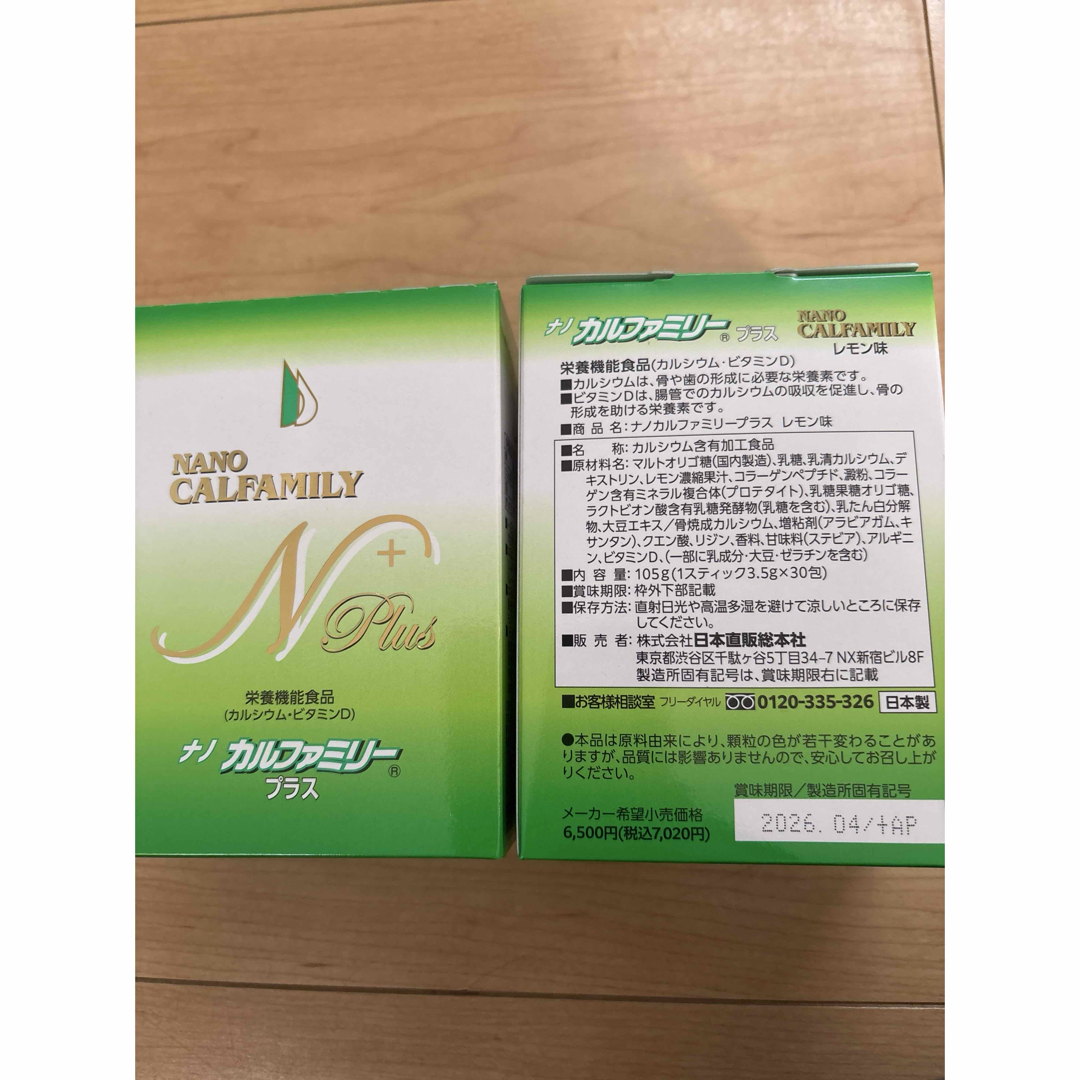 NANO
CALFAMILY
N+
Plus
栄養機能食品
(カルシウム・ビタミンD)
ナノ カルファミリー®
プラス
ナノ カルファミリー® プラス
NANO
CALFAMILY
レモン味
栄養機能食品(カルシウム・ビタミンD)
■カルシウムは、骨や歯の形成に必要な栄養素です。
■ビタミンDは、腸管でのカルシウムの吸収を促進し、骨の
形成を助ける栄養素です。
■商品名:ナノカルファミリープラス レモン味
■名 称:カルシウム含有加工食品
■原材料名:マルトオリゴ糖(国内製造)、乳糖、乳清カルシウム、デ
キストリン、レモン濃縮果汁、コラーゲンペプチド、澱粉、コラー
ゲン含有ミネラル複合体(プロテタイト)、乳糖果糖オリゴ糖、
ラクトビオン酸含有乳糖発酵物(乳糖を含む)、乳たん白分解
物、大豆エキス/骨焼成カルシウム、増粘剤(アラビアガム、キ
サンタン)、クエン酸、リジン、香料、甘味料(ステビア)、アルギニ
ン、ビタミンD、(一部に乳成分・大豆・ゼラチンを含む)
■内容量:105g(1スティック3.5g×30包)
■賞味期限:枠外下部記載
■保存方法:直射日光や高温多湿を避けて涼しいところに保存
してください。
■販売者:株式会社日本直販総本社
東京都渋谷区千駄ヶ谷5丁目34-7 NX新宿ビル8F
製造所固有記号は、賞味期限右に記載
■お客様相談室 フリーダイヤル 0120-335-326 日本製
●本品は原料由来により、顆粒の色が若干変わることがあ
りますが、品質には影響ありませんので、安心してお召し上が
りください。
賞味期限/製造所固有記号
メーカー希望小売価格
6,500円(税込7,020円)
2026.04/+AP